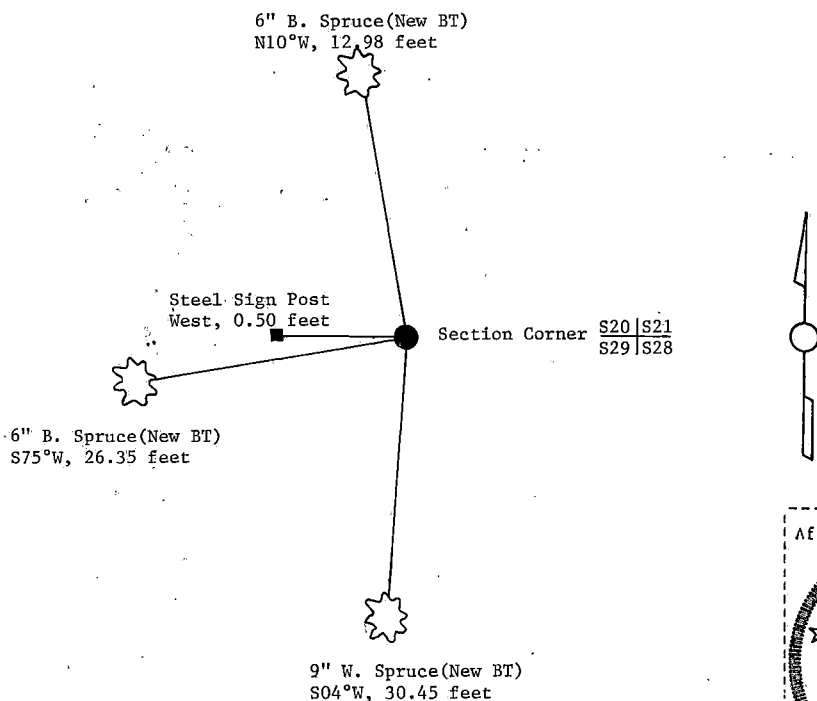 6" B. Spruce(New BT)
N10°W, 12.98 feet
Steel Sign Post
West, 0.50 feet
Section Corner S20|S21
S29|S28
6" B. Spruce(New BT)
S75°W, 26.35 feet
Af
9" W. Spruce(New BT)
S04°W, 30.45 feet